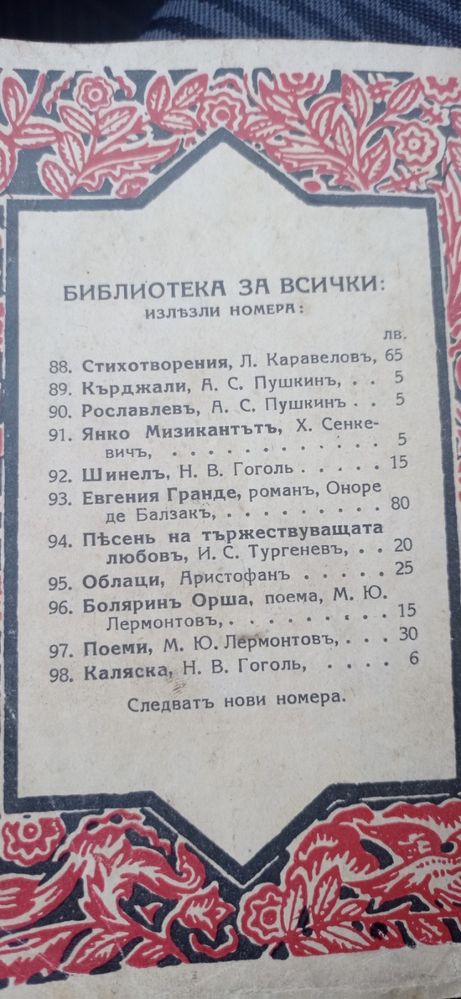 БИБЛИОТЕКА ЗА ВСИЧКИ:
ИЗЛѢЗЛИ НОМЕРА:
лв.
88. Стихотворения, Л. Каравеловъ, 65
89. Кърджали, А. С. Пушкинъ, . . 5
90. Рославлевъ, А. С. Пушкинъ . . 5
91. Янко Мизикантътъ, Х. Сенке-
вичъ, . . . . . . . . . . . . 5
92. Шинелъ, Н. В. Гоголь . . . . . 15
93. Евгения Гранде, романъ, Оноре
де Балзакъ, . . . . . . . . . 80
94. Пѣсень на тържествуващата
любовъ, И. С. Тургеневъ, . . 20
95. Облаци, Аристофанъ . . . . . 25
96. Боляринъ Орша, поема, М. Ю.
Лермонтовъ, . . . . . . . . . 15
97. Поеми, М. Ю. Лермонтовъ, . . . 30
98. Каляска, Н. В. Гоголь, . . . . 6
Следватъ нови номера.